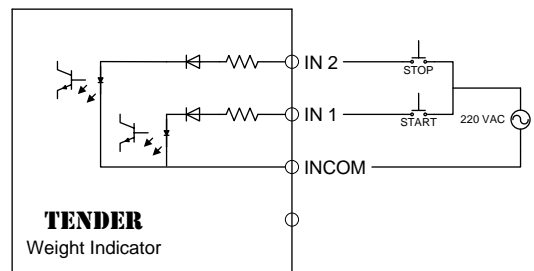 IN 2
STOP
IN 1
START
220 VAC
INCOM
TENDER
Weight Indicator